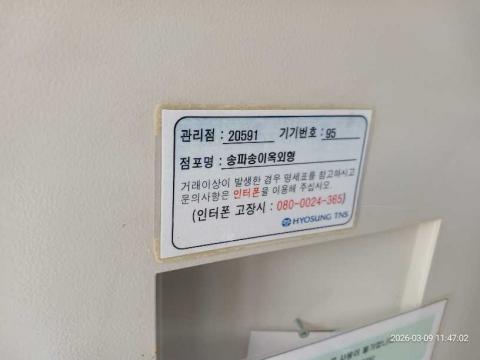 관리점 : 20591 기기번호 : 95
점포명 : 송파송이옥외형
거래이상이 발생한 경우 명세표를 참고하시고
문의사항은 인터폰을 이용해 주십시오.
(인터폰 고장시 : 080-0024-365)
HYOSUNG TNS
2026-03-09 11:47:02